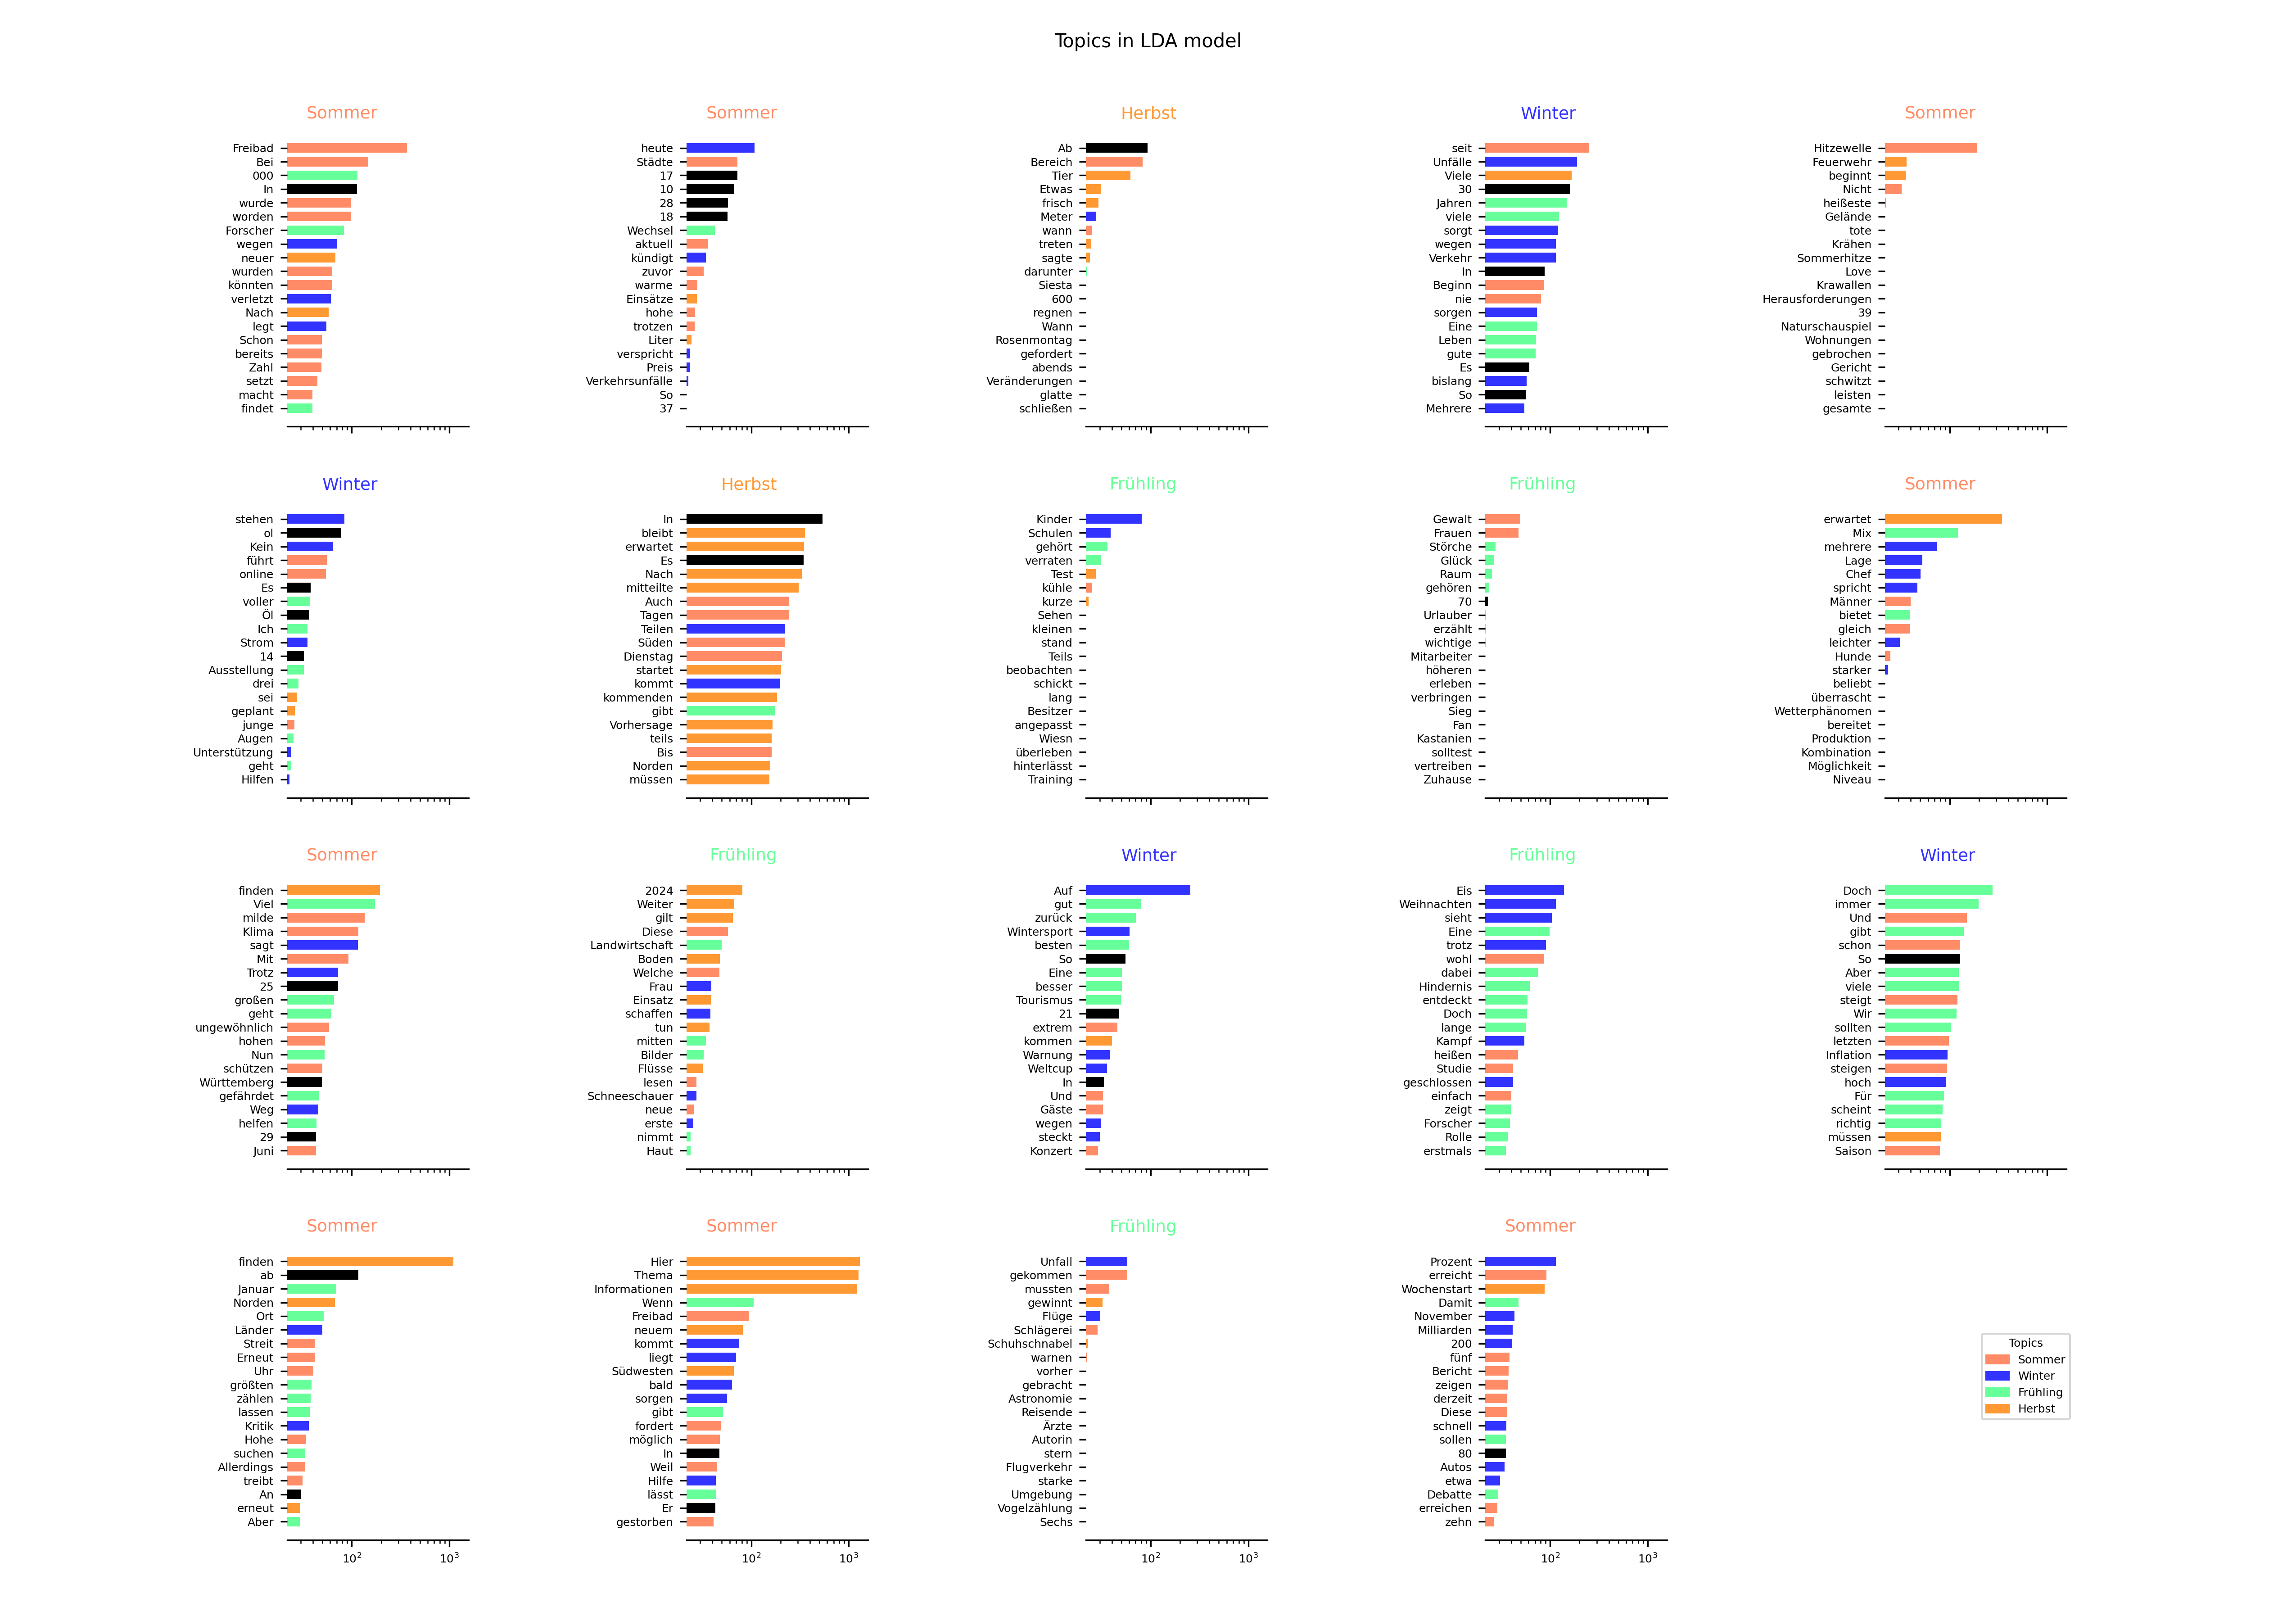 Topics in LDA model
Sommer
Freibad
Bei
000
In
wurde
worden
Forscher
wegen
neuer
wurden
könnten
verletzt
Nach
legt
Schon
bereits
Zahl
setzt
macht
findet
Sommer
heute
Städte
17
10
28
18
Wechsel
aktuell
kündigt
zuvor
warme
Einsätze
hohe
trotzen
Liter
verspricht
Preis
Verkehrsunfälle
So
37
Herbst
Ab
Bereich
Tier
Etwas
frisch
Meter
wann
treten
sagte
darunter
Siesta
600
regnen
Wann
Rosenmontag
gefordert
abends
Veränderungen
glatte
schließen
Winter
seit
Unfälle
Viele
30
Jahren
viele
sorgt
wegen
Verkehr
In
Beginn
nie
sorgen
Eine
Leben
gute
Es
bislang
So
Mehrere
Sommer
Hitzewelle
Feuerwehr
beginnt
Nicht
heißeste
Gelände
tote
Krähen
Sommerhitze
Love
Krawallen
Herausforderungen
39
Naturschauspiel
Wohnungen
gebrochen
Gericht
schwitzt
leisten
gesamte
Winter
stehen
ol
Kein
führt
online
Es
voller
Öl
Ich
Strom
14
Ausstellung
drei
sei
geplant
junge
Augen
Unterstützung
geht
Hilfen
Herbst
In
bleibt
erwartet
Es
Nach
mitteilte
Auch
Tagen
Teilen
Süden
Dienstag
startet
kommt
kommenden
gibt
Vorhersage
teils
Bis
Norden
müssen
Frühling
Kinder
Schulen
gehört
verraten
Test
kühle
kurze
Sehen
kleinen
stand
Teils
beobachten
schickt
lang
Besitzer
angepasst
Wiesn
überleben
hinterlässt
Training
Frühling
Gewalt
Frauen
Störche
Glück
Raum
gehören
70
Urlauber
erzählt
wichtige
Mitarbeiter
höheren
erleben
verbringen
Sieg
Fan
Kastanien
solltest
vertreiben
Zuhause
Sommer
erwartet
Mix
mehrere
Lage
Chef
spricht
Männer
bietet
gleich
leichter
Hunde
starker
beliebt
überrascht
Wetterphänomen
bereitet
Produktion
Kombination
Möglichkeit
Niveau
Sommer
finden
Viel
milde
Klima
sagt
Mit
Trotz
25
großen
geht
ungewöhnlich
hohen
Nun
schützen
Württemberg
gefährdet
Weg
helfen
29
Juni
Frühling
2024
Weiter
gilt
Diese
Landwirtschaft
Boden
Welche
Frau
Einsatz
schaffen
tun
mitten
Bilder
Flüsse
lesen
Schneeschauer
neue
erste
nimmt
Haut
Winter
Auf
gut
zurück
Wintersport
besten
So
Eine
besser
Tourismus
21
extrem
kommen
Warnung
Weltcup
In
Und
Gäste
wegen
steckt
Konzert
Frühling
Eis
Weihnachten
sieht
Eine
trotz
wohl
dabei
Hindernis
entdeckt
Doch
lange
Kampf
heißen
Studie
geschlossen
einfach
zeigt
Forscher
Rolle
erstmals
Winter
Doch
immer
Und
gibt
schon
So
Aber
viele
steigt
Wir
sollten
letzten
Inflation
steigen
hoch
Für
scheint
richtig
müssen
Saison
Sommer
finden
ab
Januar
Norden
Ort
Länder
Streit
Erneut
Uhr
größten
zählen
lassen
Kritik
Hohe
suchen
Allerdings
treibt
An
erneut
Aber
10² 10³
Sommer
Hier
Thema
Informationen
Wenn
Freibad
neuem
kommt
liegt
Südwesten
bald
sorgen
gibt
fordert
möglich
In
Weil
Hilfe
lässt
Er
gestorben
10² 10³
Frühling
Unfall
gekommen
mussten
gewinnt
Flüge
Schlägerei
Schuhschnabel
warnen
vorher
gebracht
Astronomie
Reisende
Ärzte
Autorin
stern
Flugverkehr
starke
Umgebung
Vogelzählung
Sechs
10² 10³
Sommer
Prozent
erreicht
Wochenstart
Damit
November
Milliarden
200
fünf
Bericht
zeigen
derzeit
Diese
schnell
sollen
80
Autos
etwa
Debatte
erreichen
zehn
10² 10³
Topics
Sommer
Winter
Frühling
Herbst